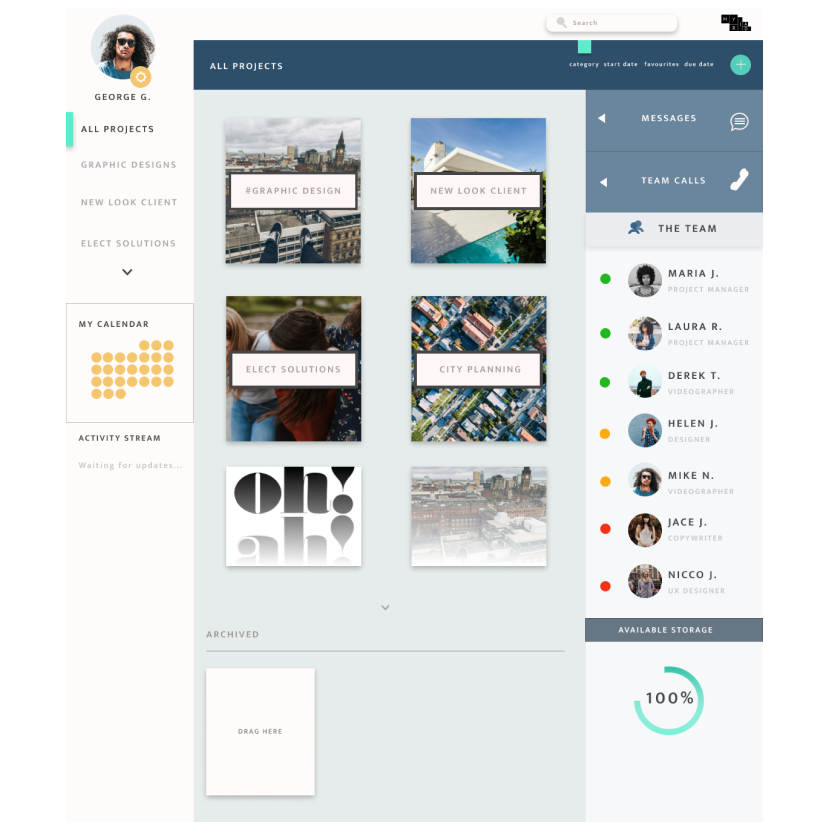 Search
GEORGE G.
ALL PROJECTS
GRAPHIC DESIGNS
NEW LOOK CLIENT
ELECT SOLUTIONS
MY CALENDAR
ACTIVITY STREAM
Waiting for updates...
ALL PROJECTS
category start date favourites due date
#GRAPHIC DESIGN
NEW LOOK CLIENT
ELECT SOLUTIONS
CITY PLANNING
oh!
ah!
ARCHIVED
DRAG HERE
MESSAGES
TEAM CALLS
THE TEAM
MARIA J.
PROJECT MANAGER
LAURA R.
PROJECT MANAGER
DEREK T.
VIDEOGRAPHER
HELEN J.
DESIGNER
MIKE N.
VIDEOGRAPHER
JACE J.
COPYWRITER
NICCO J.
UX DESIGNER
AVAILABLE STORAGE
100%